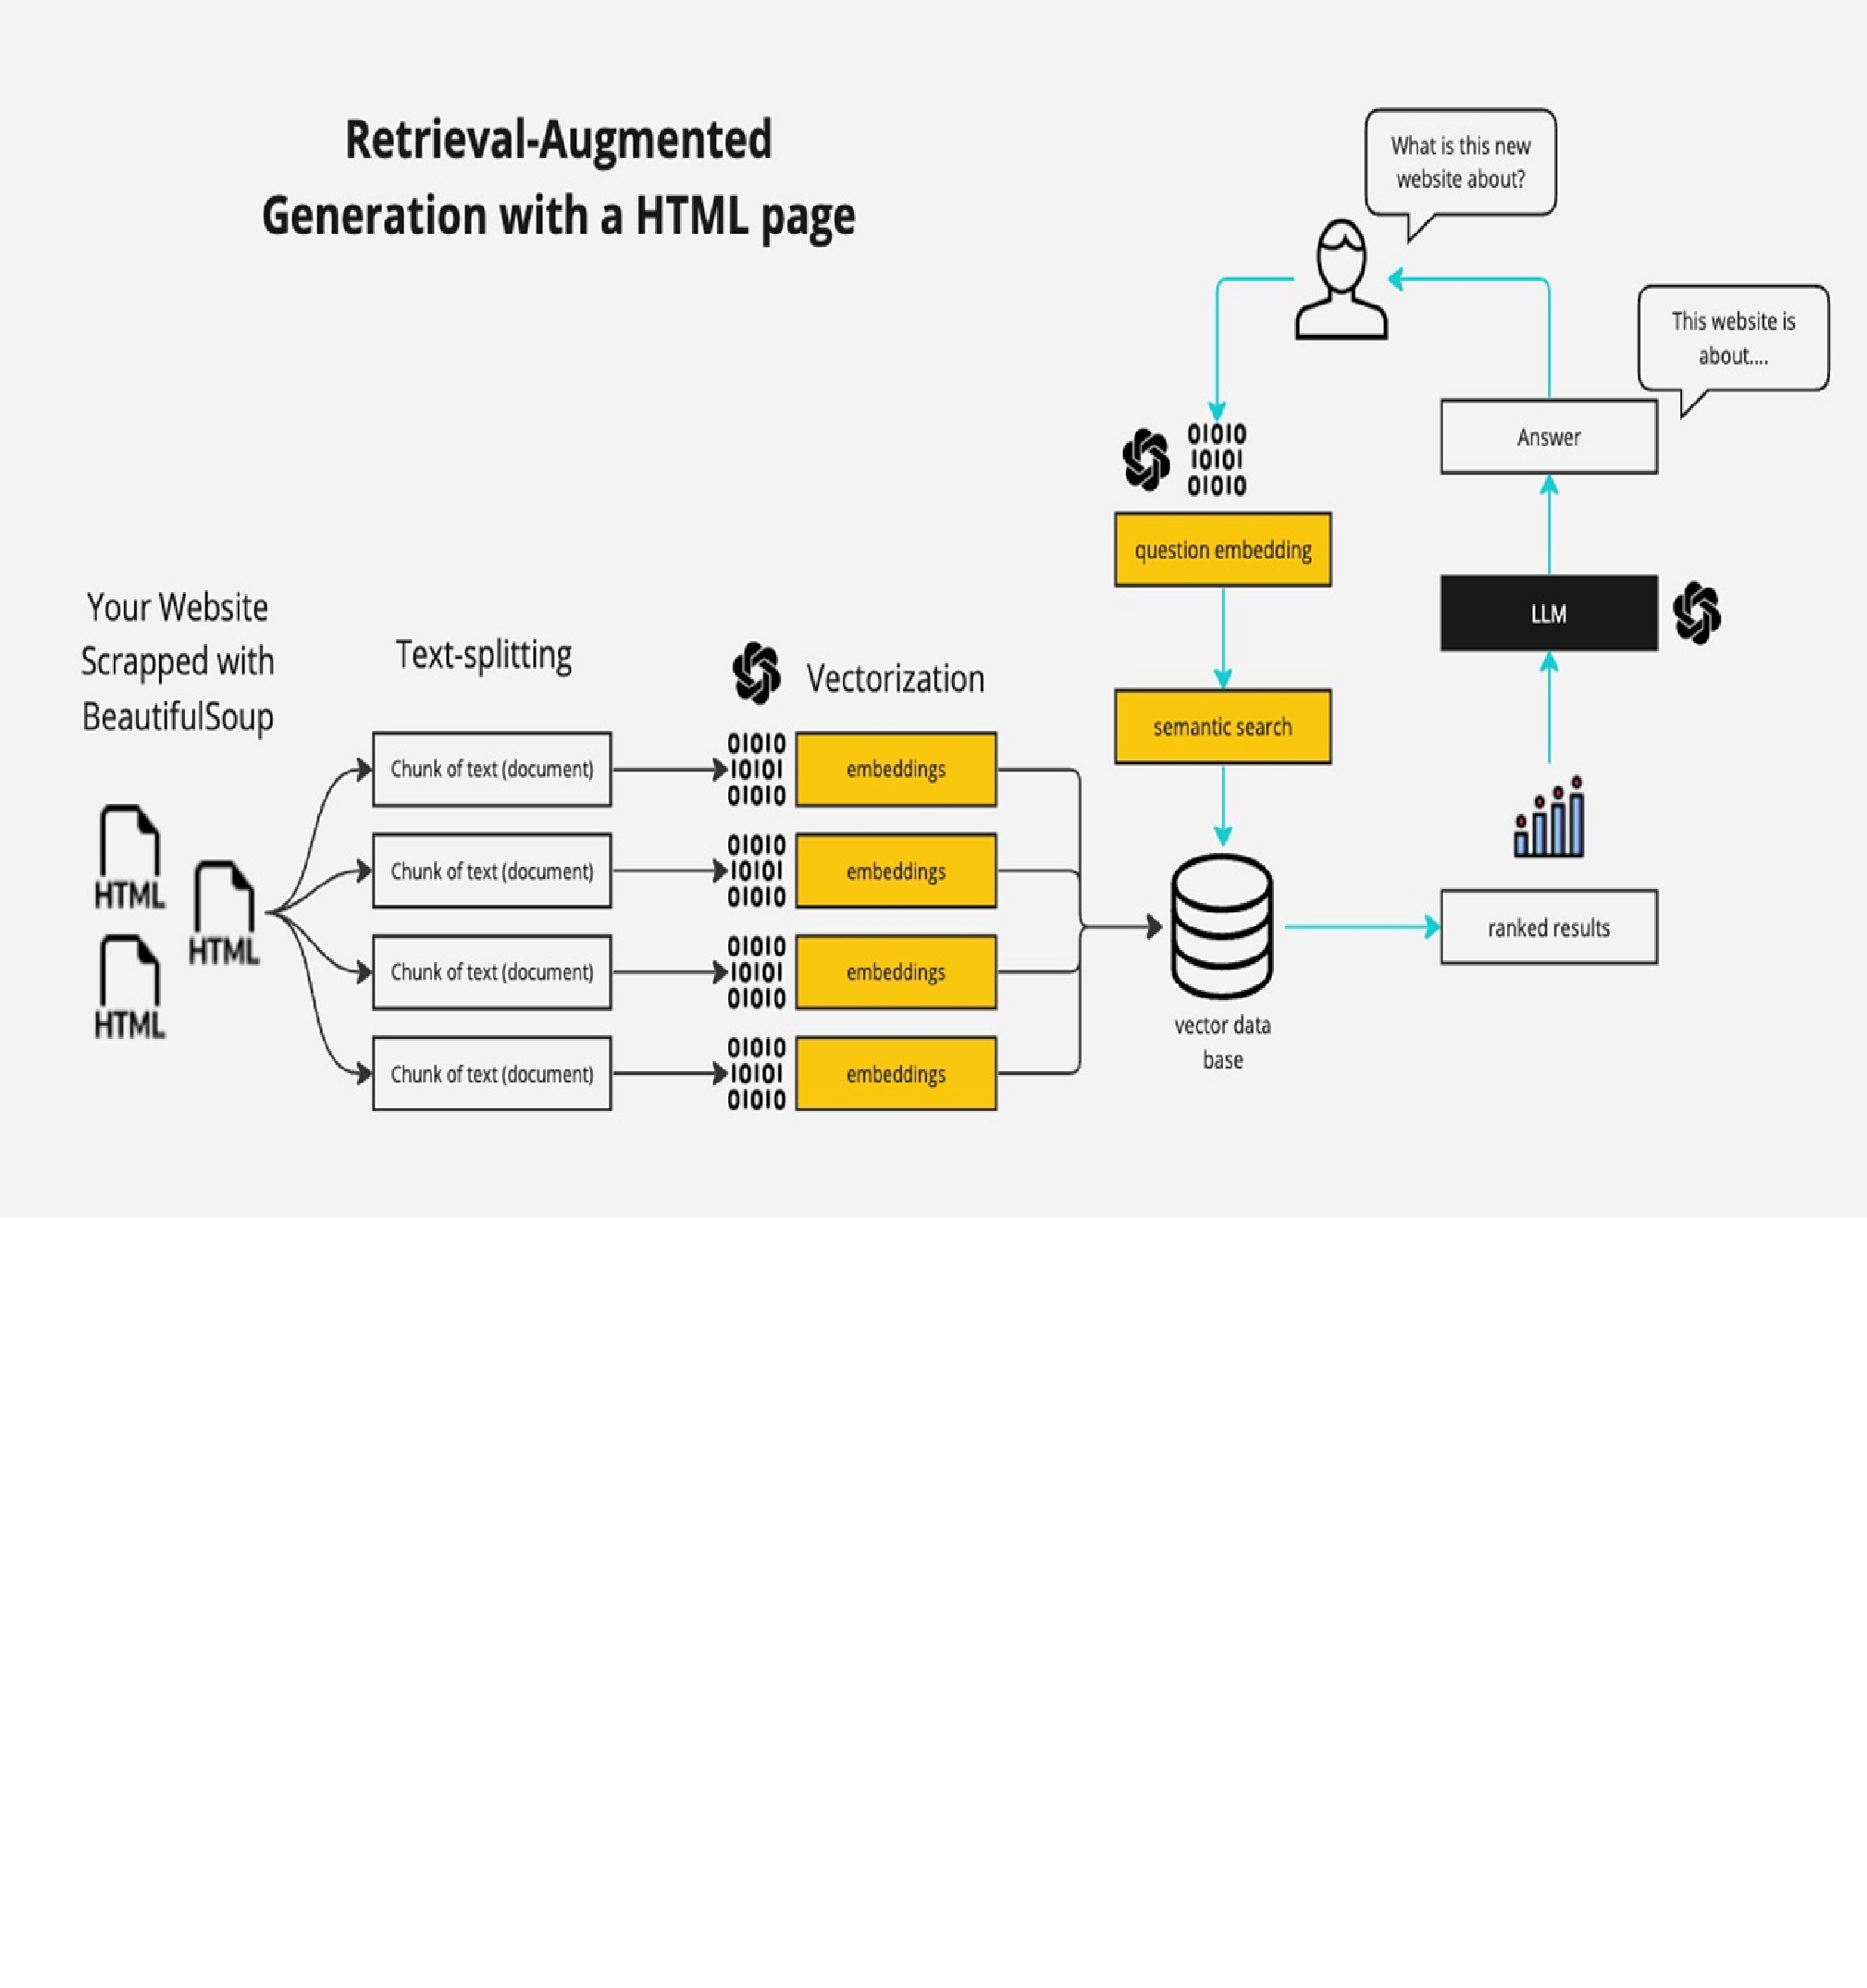 Retrieval-Augmented
Generation with a HTML page
What is this new
website about?
This website is
about....
Answer
01010
10101
01010
question embedding
LLM
semantic search
Your Website
Scrapped with
BeautifulSoup
Text-splitting
Vectorization
HTML
HTML
HTML
Chunk of text (document)
01010
10101
01010
embeddings
Chunk of text (document)
01010
10101
01010
embeddings
Chunk of text (document)
01010
10101
01010
embeddings
Chunk of text (document)
01010
10101
01010
embeddings
vector data
base
ranked results